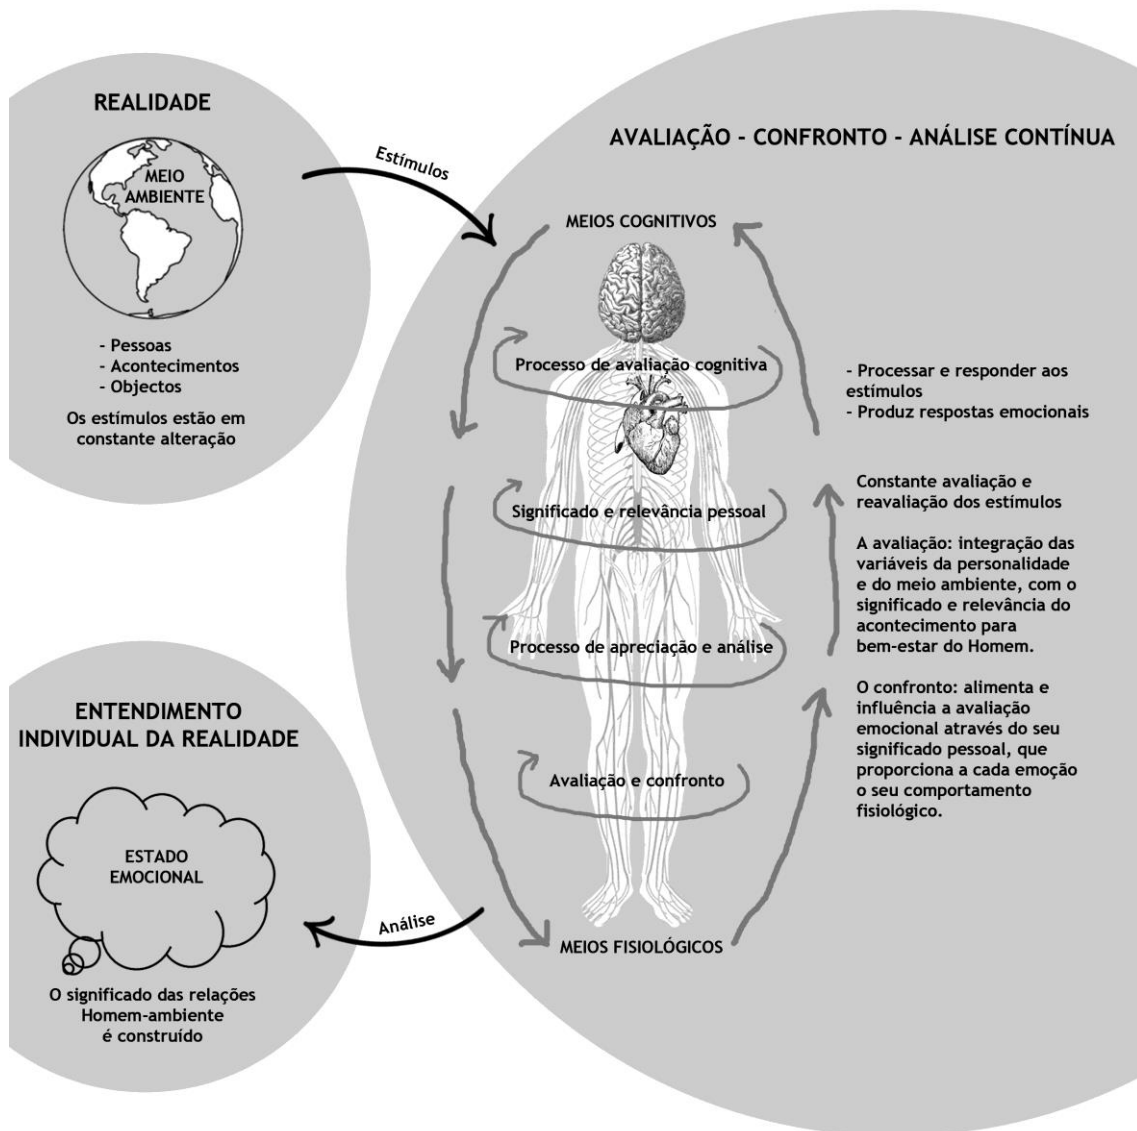 REALIDADE
MEIO
AMBIENTE
- Pessoas
- Acontecimentos
- Objectos
Os estímulos estão em
constante alteração
Estímulos
AVALIAÇÃO - CONFRONTO - ANÁLISE CONTÍNUA
MEIOS COGNITIVOS
Processo de avaliação cognitiva
Significado e relevância pessoal
Processo de apreciação e análise
Avaliação e confronto
MEIOS FISIOLÓGICOS
- Processar e responder aos
estímulos
- Produz respostas emocionais
Constante avaliação e
reavaliação dos estímulos
A avaliação: integração das
variáveis da personalidade
e do meio ambiente, com o
significado e relevância do
acontecimento para
bem-estar do Homem.
O confronto: alimenta e
influência a avaliação
emocional através do seu
significado pessoal, que
proporciona a cada emoção
o seu comportamento
fisiológico.
Análise
ENTENDIMENTO
INDIVIDUAL DA REALIDADE
ESTADO
EMOCIONAL
O significado das relações
Homem-ambiente
é construído